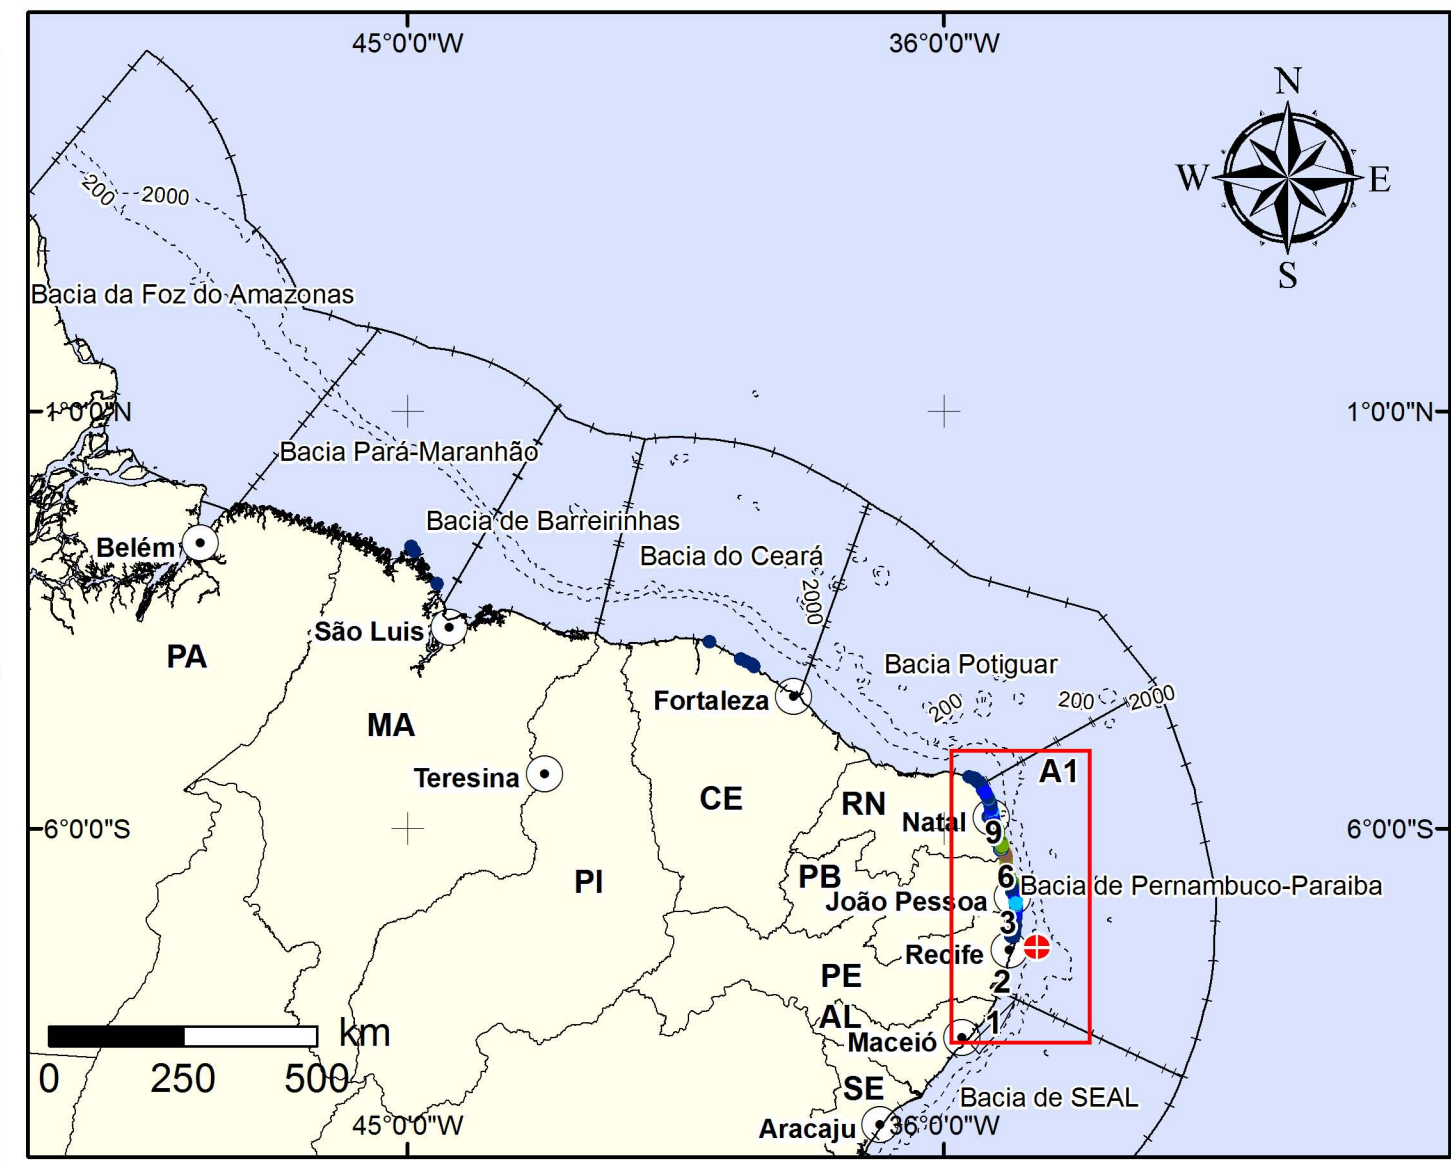 45°0'0"W
36°0'0"W
N
W
E
S
200
2000
Bacia da Foz do Amazonas
1°0'0"N
1°0'0"N
Bacia Pará-Maranhão
Bacia de Barreirinhas
Belém
Bacia do Ceará
2000
São Luis
PA
Bacia Potiguar
Fortaleza
200
200
2000
MA
A1
Teresina
CE
RN
Natal
9
6°0'0"S
6°0'0"S
PI
PB
6
Bacia de Pernambuco-Paraiba
João Pessoa
3
Recife
PE
2
AL
1
km
Maceió
0
250
500
SE
Bacia de SEAL
45°0'0"W
Aracaju
36°0'0"W